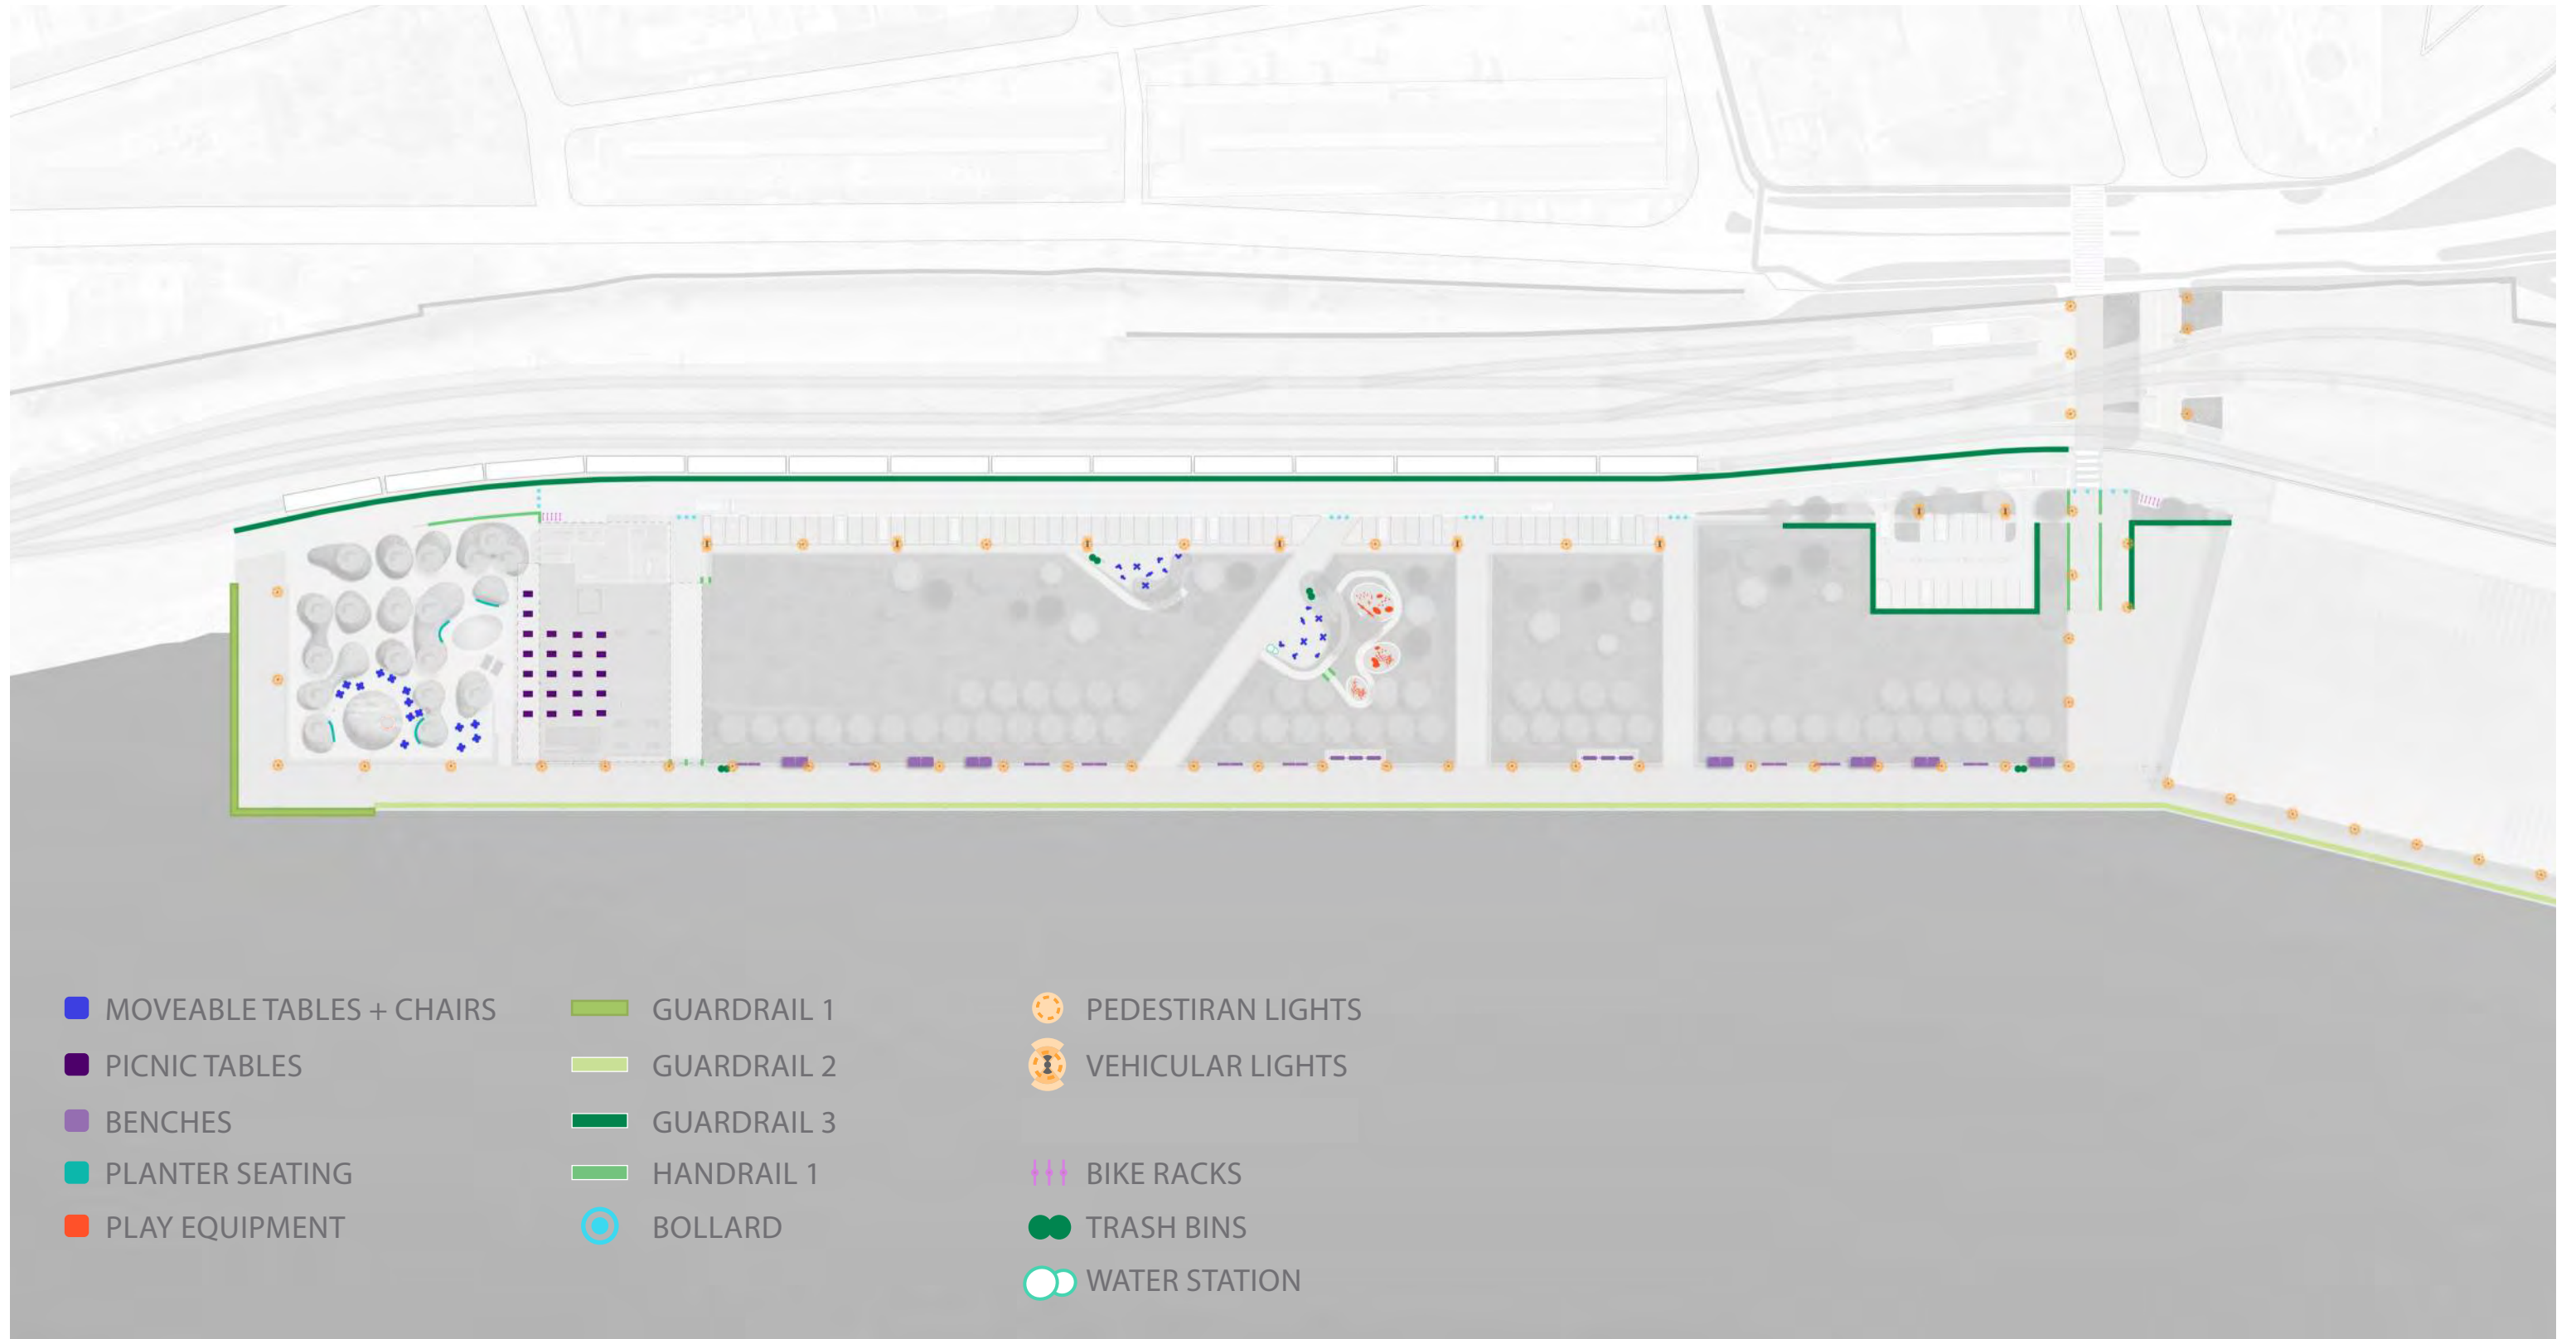 MOVEABLE TABLES + CHAIRS
PICNIC TABLES
BENCHES
PLANTER SEATING
PLAY EQUIPMENT
GUARDRAIL 1
GUARDRAIL 2
GUARDRAIL 3
HANDRAIL 1
BOLLARD
PEDESTIRAN LIGHTS
VEHICULAR LIGHTS
BIKE RACKS
TRASH BINS
WATER STATION